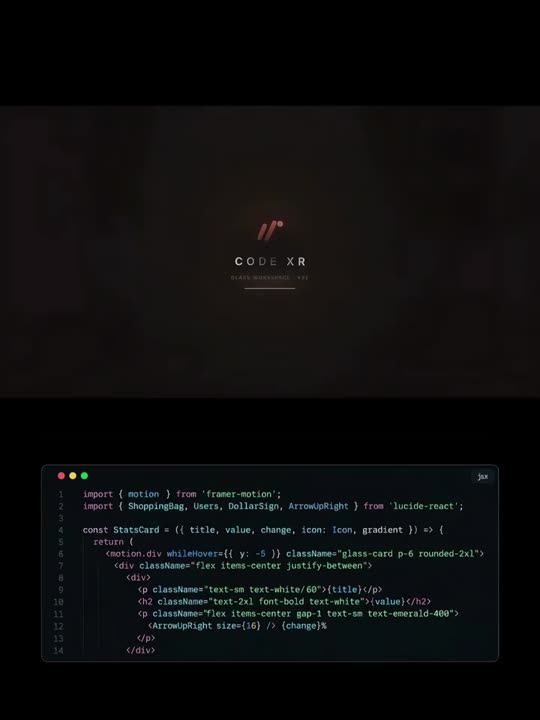 CODE XR
GLASS WORKSPACE
jsx
1 import { motion } from 'framer-motion';
2 import { ShoppingBag, Users, DollarSign, ArrowUpRight } from 'lucide-react';
3
4 const StatsCard = ({ title, value, change, icon: Icon, gradient }) => {
5 return (
6 <motion.div whileHover={{ y: -5 }} className="glass-card p-6 rounded-2xl">
7 <div className="flex items-center justify-between">
8 <div>
9 <p className="text-sm text-white/60">{title}</p>
10 <h2 className="text-2xl font-bold text-white">{value}</h2>
11 <p className="flex items-center gap-1 text-sm text-emerald-400">
12 <ArrowUpRight size={16} /> {change}%
13 </p>
14 </div>